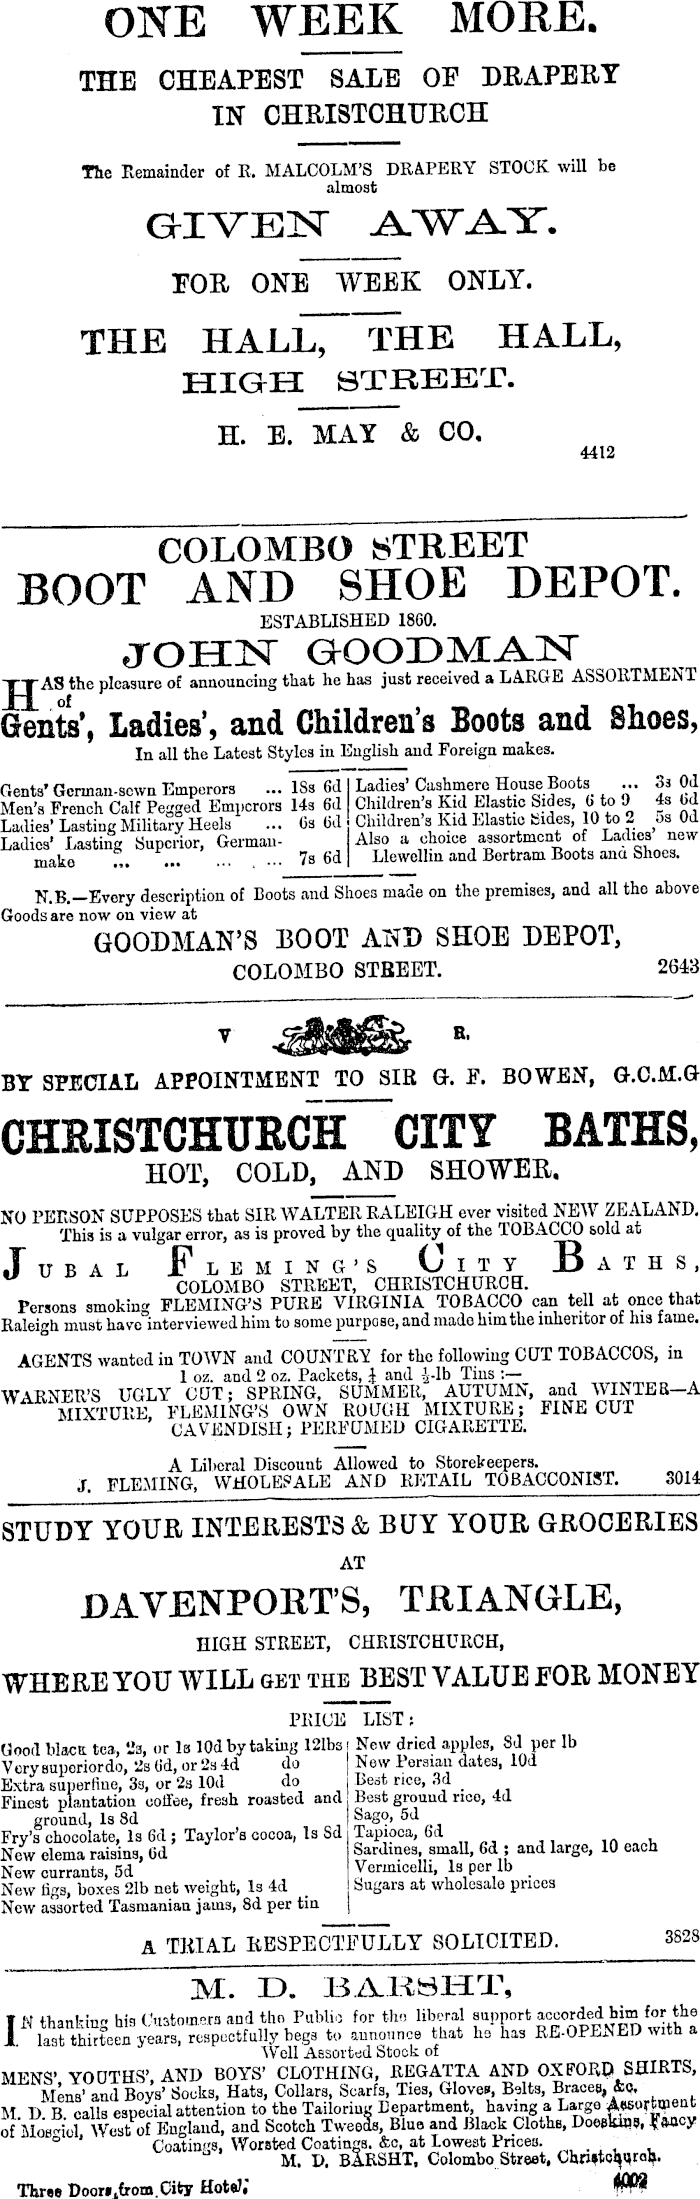 ONE WEEK MORE.
THE CHEAPEST SALE OF DRAPERY
IN CHRISTCHURCH
The Remainder of R. MALCOLM'S DRAPERY STOCK will be
almost
GIVEN AWAY.
FOR ONE WEEK ONLY.
THE HALL, THE HALL,
HIGH STREET.
H. E. MAY & CO.
4412
COLOMBO STREET
BOOT AND SHOE DEPOT.
ESTABLISHED 1860.
JOHN GOODMAN
HAS the pleasure of announcing that he has just received a LARGE ASSORTMENT
of
Gents', Ladies', and Children's Boots and Shoes,
In all the Latest Styles in English and Foreign makes.
Gents' German-sewn Emperors ... 18s 6d
Men's French Calf Pegged Emperors 14s 6d
Ladies' Lasting Military Heels ... 6s 6d
Ladies' Lasting Superior, German-
make ... ... ... ... 7s 6d
Ladies' Cashmere House Boots ... 3s 0d
Children's Kid Elastic Sides, 6 to 9 4s 6d
Children's Kid Elastic Sides, 10 to 2 5s 0d
Also a choice assortment of Ladies' new
Llewellin and Bertram Boots and Shoes.
N.B.—Every description of Boots and Shoes made on the premises, and all the above
Goods are now on view at
GOODMAN'S BOOT AND SHOE DEPOT,
COLOMBO STREET. 2643
V R.
BY SPECIAL APPOINTMENT TO SIR G. F. BOWEN, G.C.M.G
CHRISTCHURCH CITY BATHS,
HOT, COLD, AND SHOWER.
NO PERSON SUPPOSES that SIR WALTER RALEIGH ever visited NEW ZEALAND.
This is a vulgar error, as is proved by the quality of the TOBACCO sold at
JUBAL FLEMING'S CITY BATHS,
COLOMBO STREET, CHRISTCHURCH.
Persons smoking FLEMING'S PURE VIRGINIA TOBACCO can tell at once that
Raleigh must have interviewed him to some purpose, and made him the inheritor of his fame.
AGENTS wanted in TOWN and COUNTRY for the following CUT TOBACCOS, in
1 oz. and 2 oz. Packets, ¼ and ½-lb Tins :—
WARNER'S UGLY CUT; SPRING, SUMMER, AUTUMN, and WINTER—A
MIXTURE, FLEMING'S OWN ROUGH MIXTURE; FINE CUT
CAVENDISH; PERFUMED CIGARETTE.
A Liberal Discount Allowed to Storekeepers.
J. FLEMING, WHOLESALE AND RETAIL TOBACCONIST. 3014
STUDY YOUR INTERESTS & BUY YOUR GROCERIES
AT
DAVENPORT'S, TRIANGLE,
HIGH STREET, CHRISTCHURCH,
WHERE YOU WILL GET THE BEST VALUE FOR MONEY
PRICE LIST:
Good black tea, 2s, or 1s 10d by taking 12lbs
Very superior do, 2s 6d, or 2s 4d do
Extra superfine, 3s, or 2s 10d do
Finest plantation coffee, fresh roasted and
ground, 1s 8d
Fry's chocolate, 1s 6d; Taylor's cocoa, 1s 8d
New elema raisins, 6d
New currants, 5d
New figs, boxes 2lb net weight, 1s 4d
New assorted Tasmanian jams, 8d per tin
New dried apples, 8d per lb
New Persian dates, 10d
Best rice, 3d
Best ground rice, 4d
Sago, 5d
Tapioca, 6d
Sardines, small, 6d; and large, 10 each
Vermicelli, 1s per lb
Sugars at wholesale prices
A TRIAL RESPECTFULLY SOLICITED. 3828
M. D. BARSHT,
IN thanking his Customers and the Public for the liberal support accorded him for the
last thirteen years, respectfully begs to announce that he has RE-OPENED with a
Well Assorted Stock of
MENS', YOUTHS', AND BOYS' CLOTHING, REGATTA AND OXFORD SHIRTS,
Mens' and Boys' Socks, Hats, Collars, Scarfs, Ties, Gloves, Belts, Braces, &c.
M. D. B. calls especial attention to the Tailoring Department, having a Large Assortment
of Mosgiel, West of England, and Scotch Tweeds, Blue and Black Cloths, Doeskins, Fancy
Coatings, Worsted Coatings, &c, at Lowest Prices.
M. D. BARSHT, Colombo Street, Christchurch.
Three Doors from City Hotel; 4002